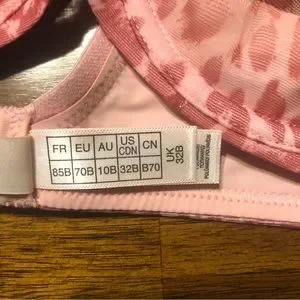 FR EU AU US CDN CN
85B 70B 10B 32B B70
UK 32B